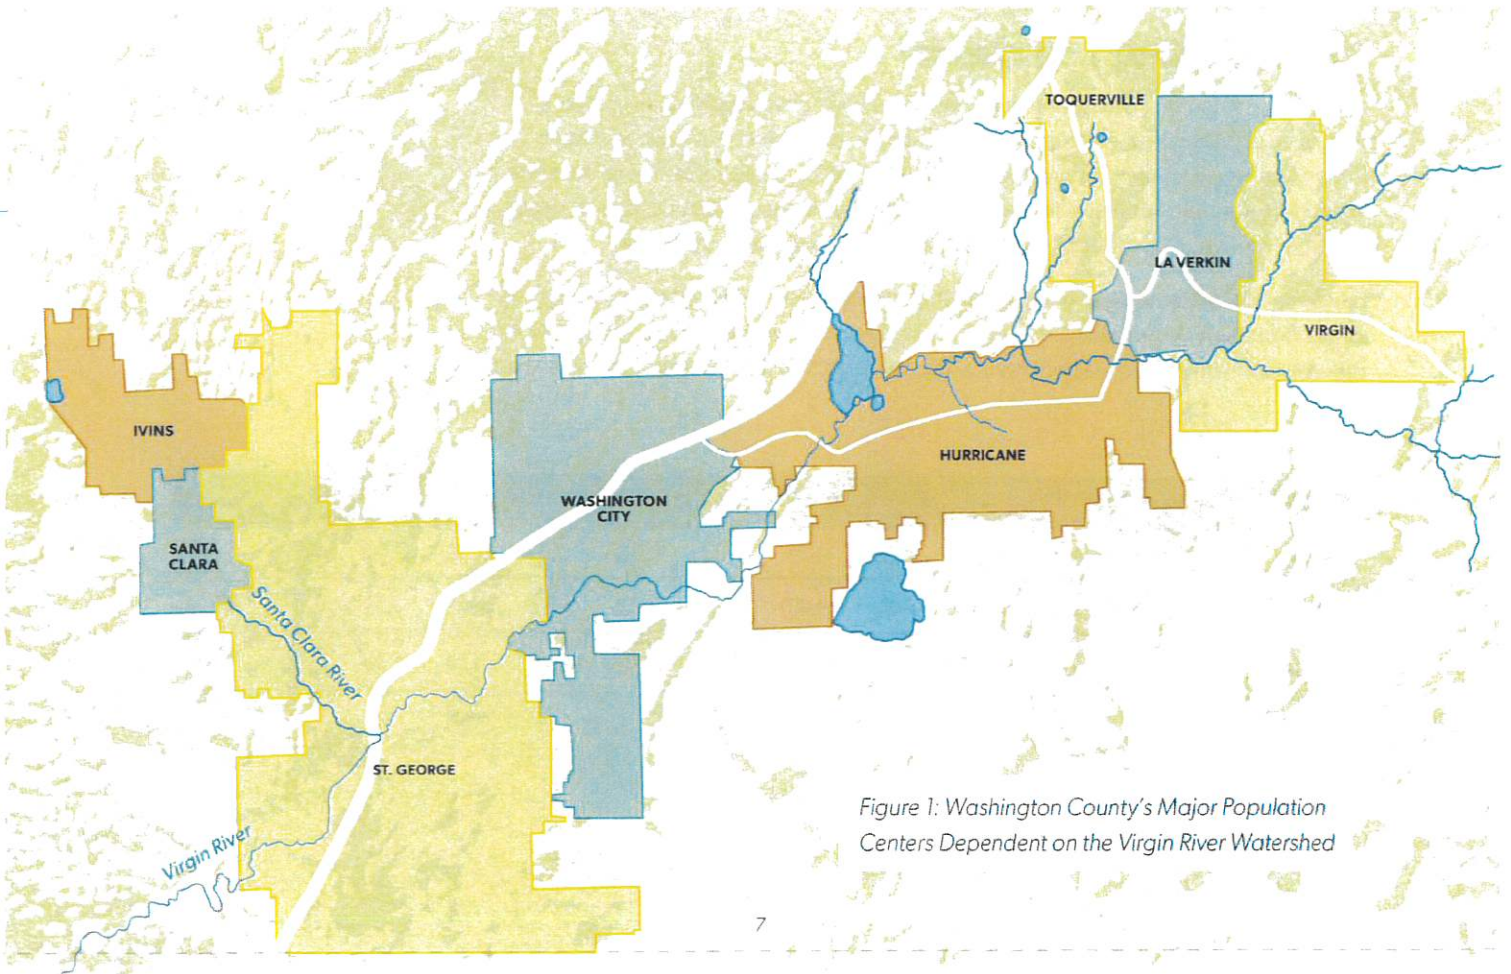 TOQUERVILLE
LA VERKIN
VIRGIN
IVINS
HURRICANE
WASHINGTON
CITY
SANTA
CLARA
Santa Clara River
ST. GEORGE
Virgin River
Figure 1: Washington County's Major Population
Centers Dependent on the Virgin River Watershed
7